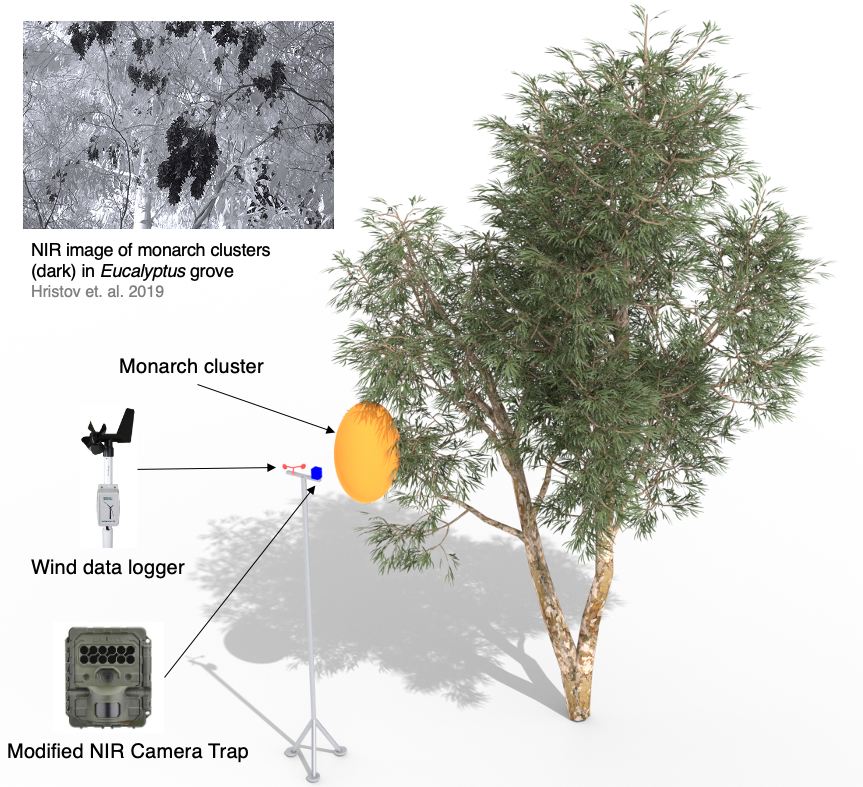 NIR image of monarch clusters
(dark) in Eucalyptus grove
Hristov et. al. 2019
Monarch cluster
Wind data logger
Modified NIR Camera Trap